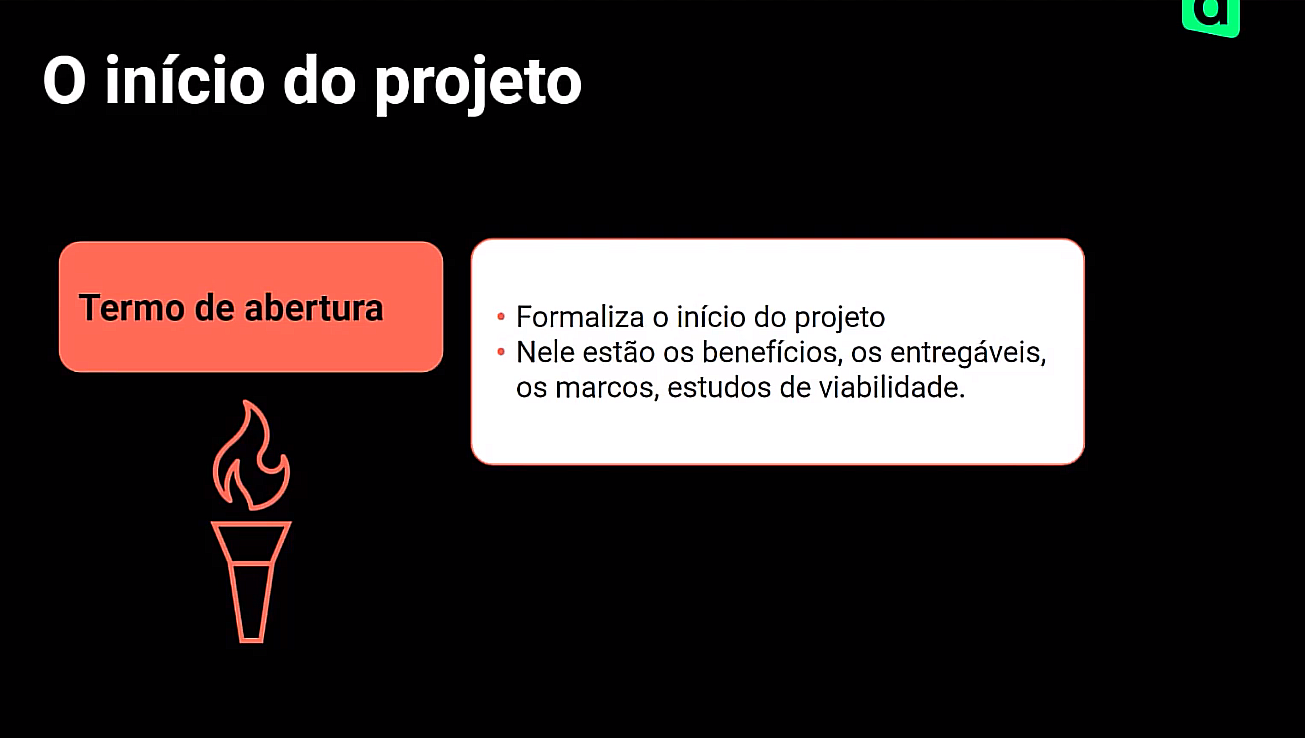 O início do projeto
Termo de abertura
• Formaliza o início do projeto
• Nele estão os benefícios, os entregáveis,
os marcos, estudos de viabilidade.